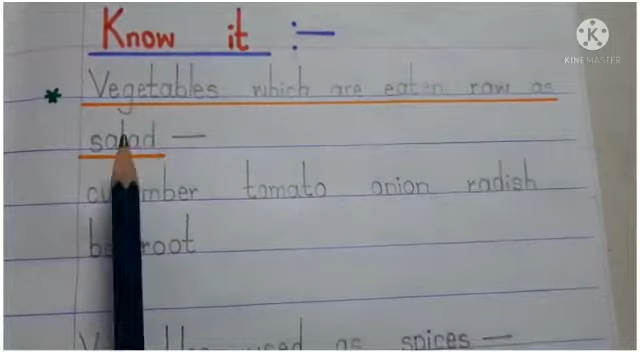 Know it :-
K
KINEMASTER
* Vegetables which are eaten raw as
salad —
cucumber tomato onion radish
beetroot
used as spices —